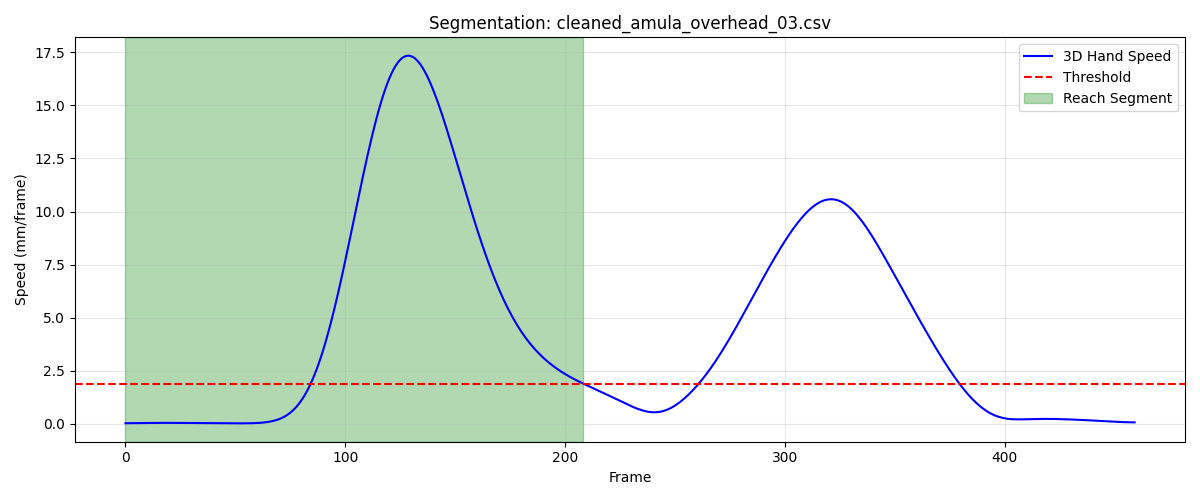 Segmentation: cleaned_amula_overhead_03.csv
17.5
15.0
12.5
10.0
7.5
5.0
2.5
0.0
Speed (mm/frame)
3D Hand Speed
Threshold
Reach Segment
0 100 200 300 400
Frame